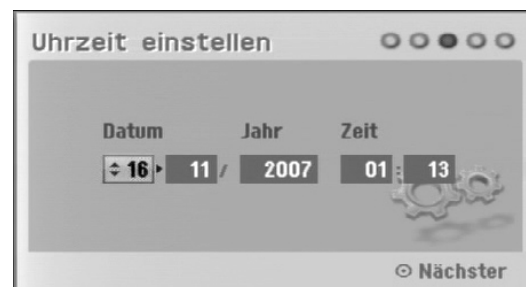 Uhrzeit einstellen
Datum Jahr Zeit
16 11 / 2007 01 : 13
Nächster